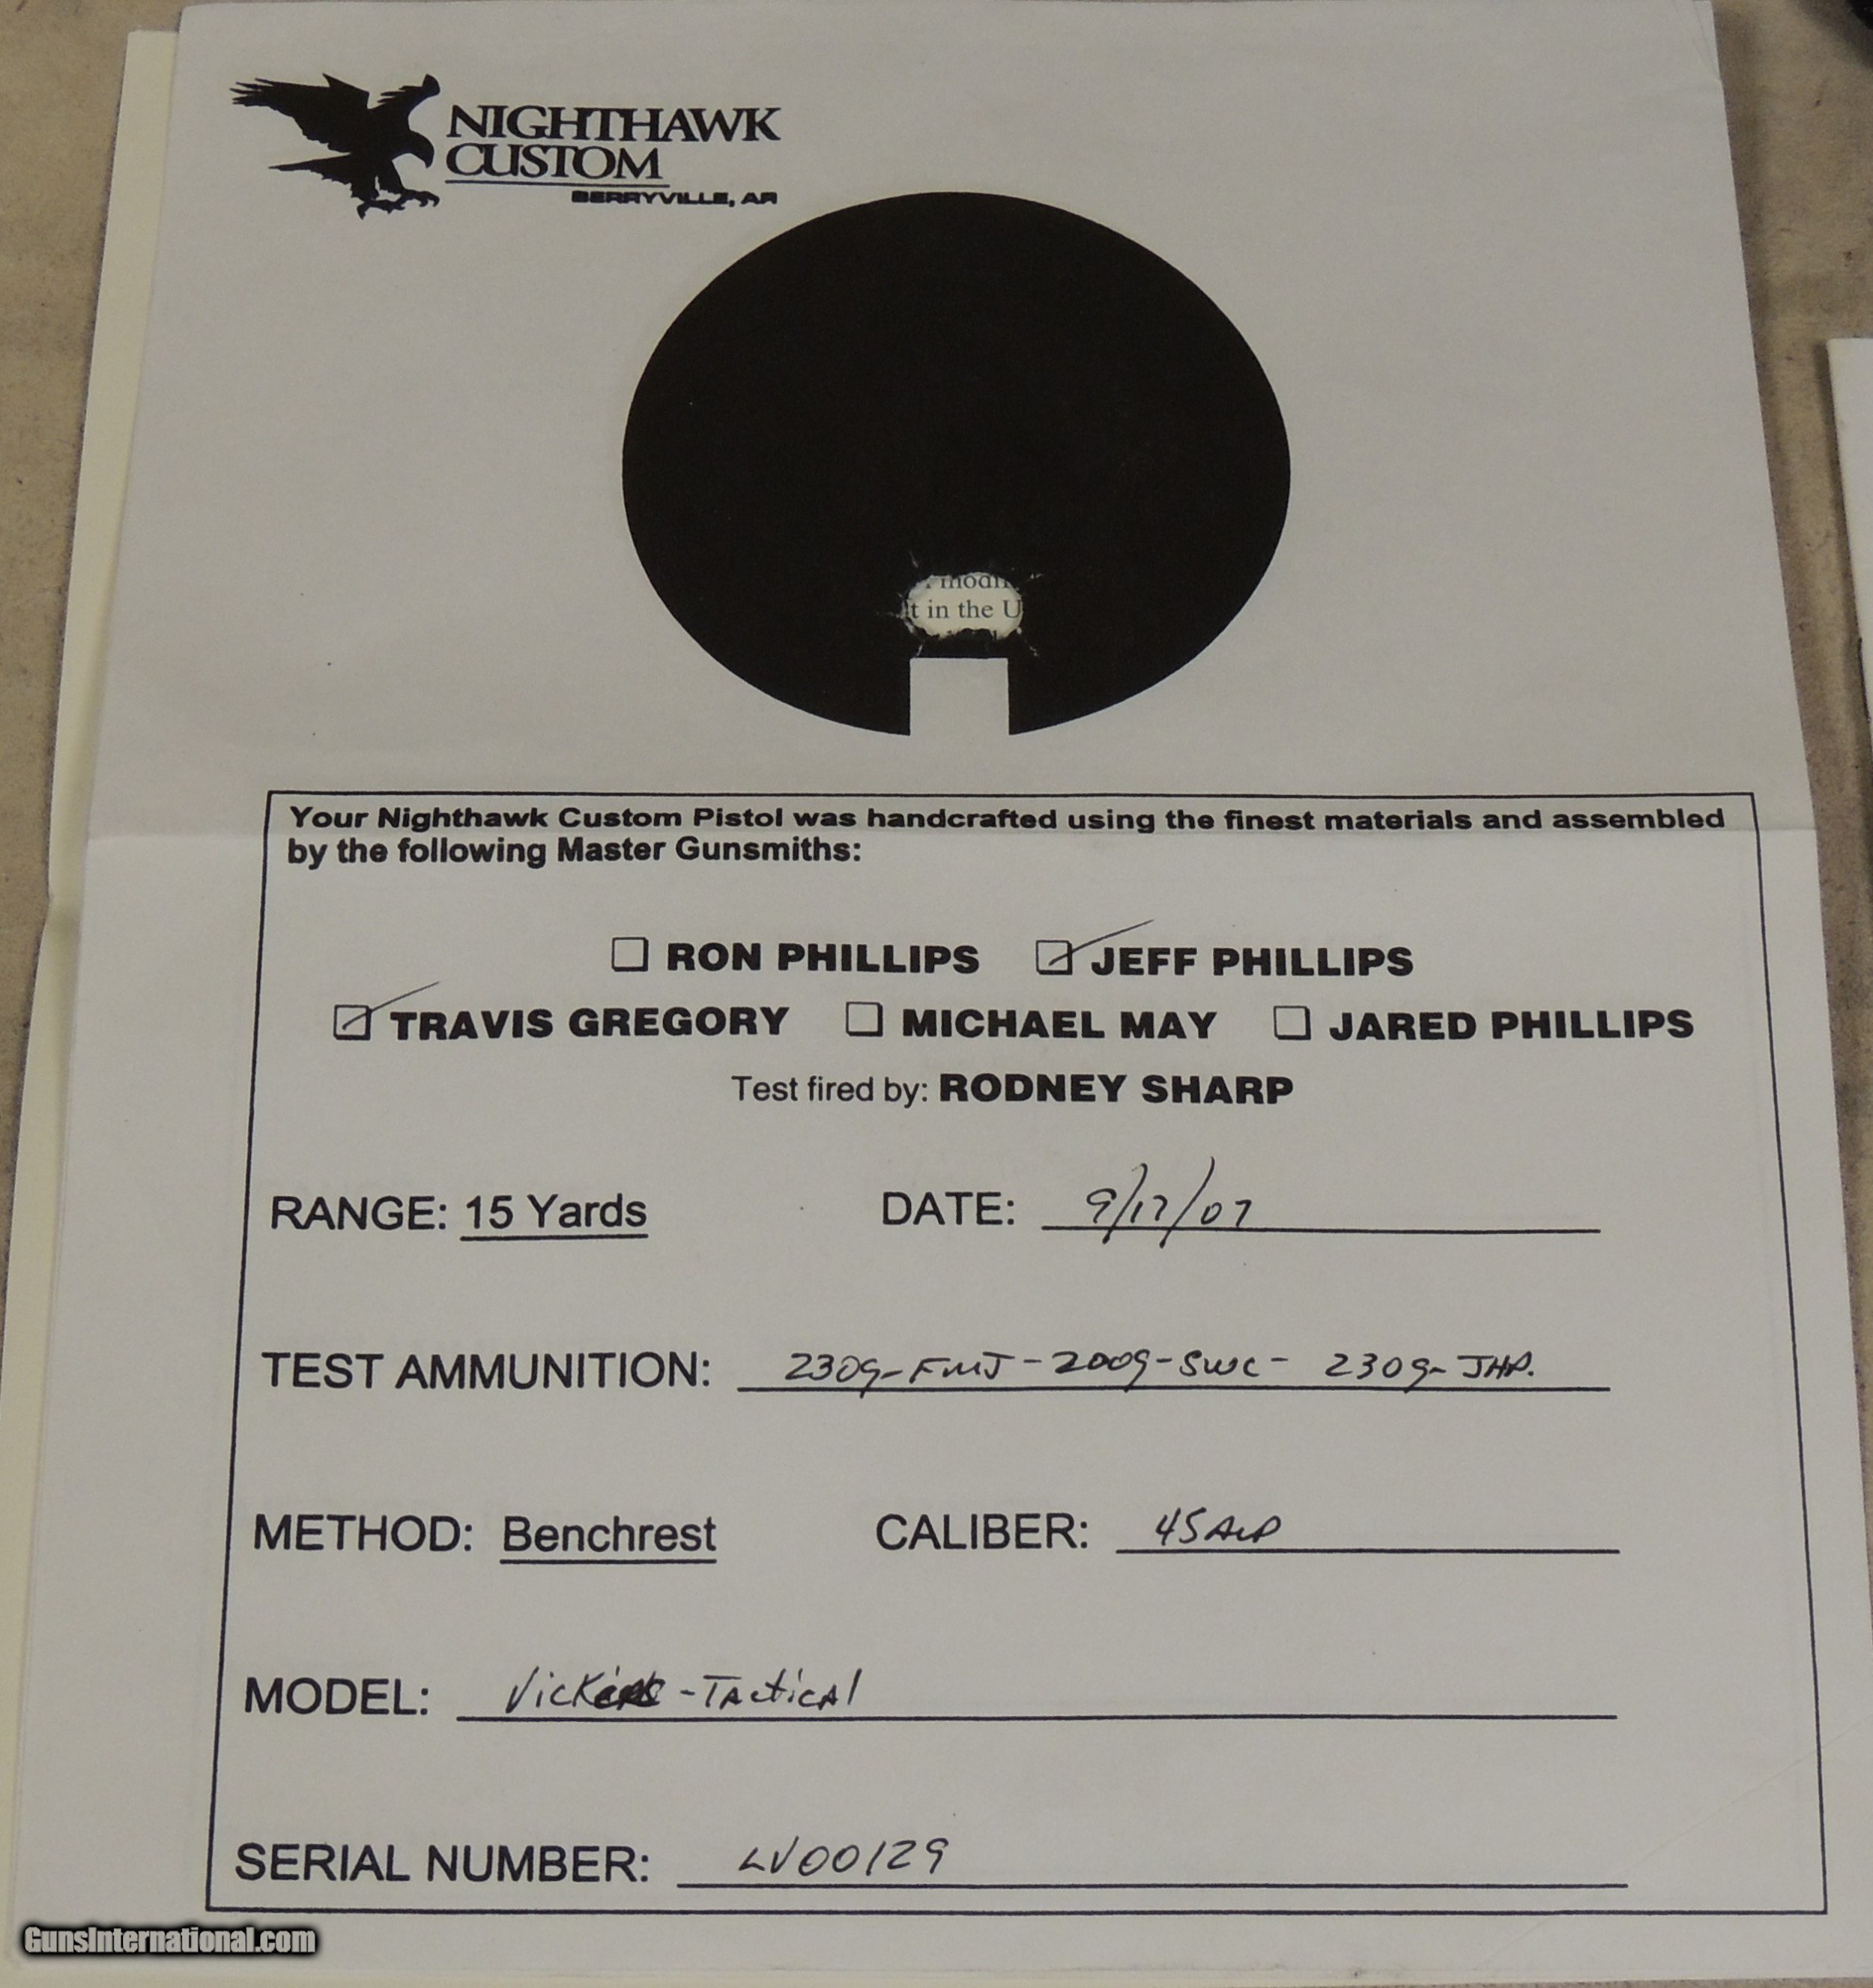 NIGHTHAWK
CUSTOM
BERRYVILLE, AR
modi
t in the U
Your Nighthawk Custom Pistol was handcrafted using the finest materials and assembled
by the following Master Gunsmiths:
RON PHILLIPS JEFF PHILLIPS
TRAVIS GREGORY MICHAEL MAY JARED PHILLIPS
Test fired by: RODNEY SHARP
RANGE: 15 Yards DATE: 9/17/07
TEST AMMUNITION: 230g-FMJ-200g-SWC- 230g-JHP.
METHOD: Benchrest CALIBER: 45ACP
MODEL: Vickers-Tactical
SERIAL NUMBER: LV00129
GunsInternational.com